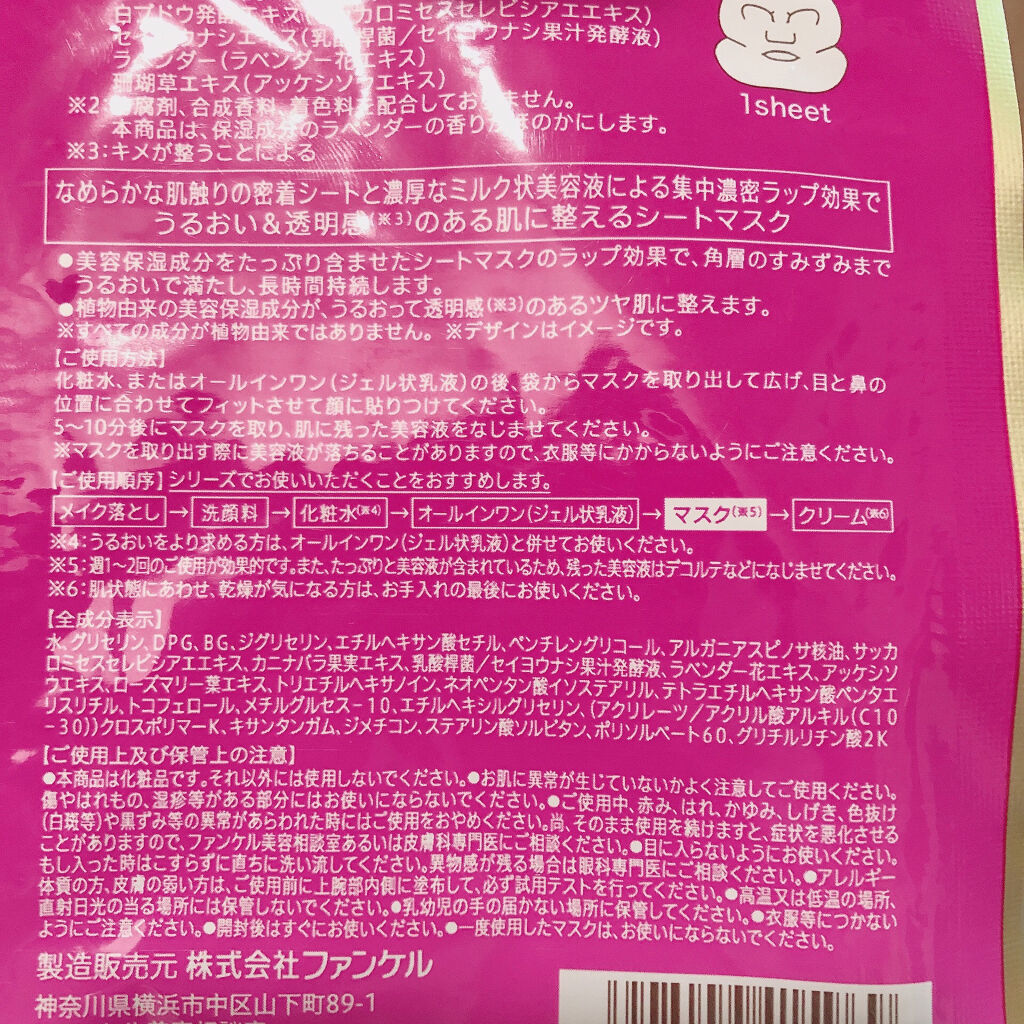 白ブドウ発酵エキス カロミセスセレビシアエエキス)
エキス(乳酸桿菌/セイヨウナシ果汁発酵液)
ラベンダー(ラベンダー花エキス)
珊瑚草エキス(アッケシソウエキス)
※2: 腐剤、合成香料、着色料を配合しておりません。
本商品は、保湿成分のラベンダーの香りがほのかにします。
※3:キメが整うことによる
1sheet
なめらかな肌触りの密着シートと濃厚なミルク状美容液による集中濃密ラップ効果で
うるおい&透明感(※3)のある肌に整えるシートマスク
●美容保湿成分をたっぷり含ませたシートマスクのラップ効果で、角層のすみずみまで
うるおいで満たし、長時間持続します。
●植物由来の美容保湿成分が、うるおって透明感(※3)のあるツヤ肌に整えます。
※すべての成分が植物由来ではありません。 ※デザインはイメージです。
【ご使用方法】
化粧水、またはオールインワン(ジェル状乳液)の後、袋からマスクを取り出して広げ、目と鼻の
位置に合わせてフィットさせて顔に貼りつけてください。
5〜10分後にマスクを取り、肌に残った美容液をなじませてください。
※マスクを取り出す際に美容液が落ちることがありますので、衣服等にかからないようにご注意ください。
【ご使用順序】シリーズでお使いいただくことをおすすめします。
メイク落とし→洗顔料→化粧水(※4)→オールインワン(ジェル状乳液)→マスク(※5)→クリーム(※6)
※4:うるおいをより求める方は、オールインワン(ジェル状乳液)と併せてお使いください。
※5:週1〜2回のご使用が効果的です。また、たっぷりと美容液が含まれているため、残った美容液はデコルテなどになじませてください。
※6:肌状態にあわせ、乾燥が気になる方は、お手入れの最後にお使いください。
【全成分表示】
水、グリセリン、DPG、BG、ジグリセリン、エチルヘキサン酸セチル、ペンチレングリコール、アルガニアスピノサ核油、サッカ
ロミセスセレビシアエエキス、カニナバラ果実エキス、乳酸桿菌/セイヨウナシ果汁発酵液、ラベンダー花エキス、アッケシソ
ウエキス、ローズマリー葉エキス、トリエチルヘキサノイン、ネオペンタン酸イソステアリル、テトラエチルヘキサン酸ペンタエ
リスリチル、トコフェロール、メチルグルセス-10、エチルヘキシルグリセリン、(アクリレーツ/アクリル酸アルキル(C10
-30))クロスポリマーK、キサンタンガム、ジメチコン、ステアリン酸ソルビタン、ポリソルベート60、グリチルリチン酸2K
【ご使用上及び保管上の注意】
●本商品は化粧品です。それ以外には使用しないでください。●お肌に異常が生じていないかよく注意してご使用ください。
傷やはれもの、湿疹等がある部分にはお使いにならないでください。●ご使用中、赤み、はれ、かゆみ、しげき、色抜け
(白斑等)や黒ずみ等の異常があらわれた時にはご使用をおやめください。尚、そのまま使用を続けますと、症状を悪化させる
ことがありますので、ファンケル美容相談室あるいは皮膚科専門医にご相談ください。●目に入らないようにお使いください。
もし入った時はこすらずに直ちに洗い流してください。異物感が残る場合は眼科専門医にご相談ください。●アレルギー
体質の方、皮膚の弱い方は、ご使用前に上腕部内側に塗布して、必ず試用テストを行ってください。●高温又は低温の場所、
直射日光の当る場所には保管しないでください。●乳幼児の手の届かない場所に保管してください。●衣服等につかない
ようにご注意ください。●開封後はすぐにお使いください。●一度使用したマスクは、お使いにならないでください。
製造販売元 株式会社ファンケル
神奈川県横浜市中区山下町89-1